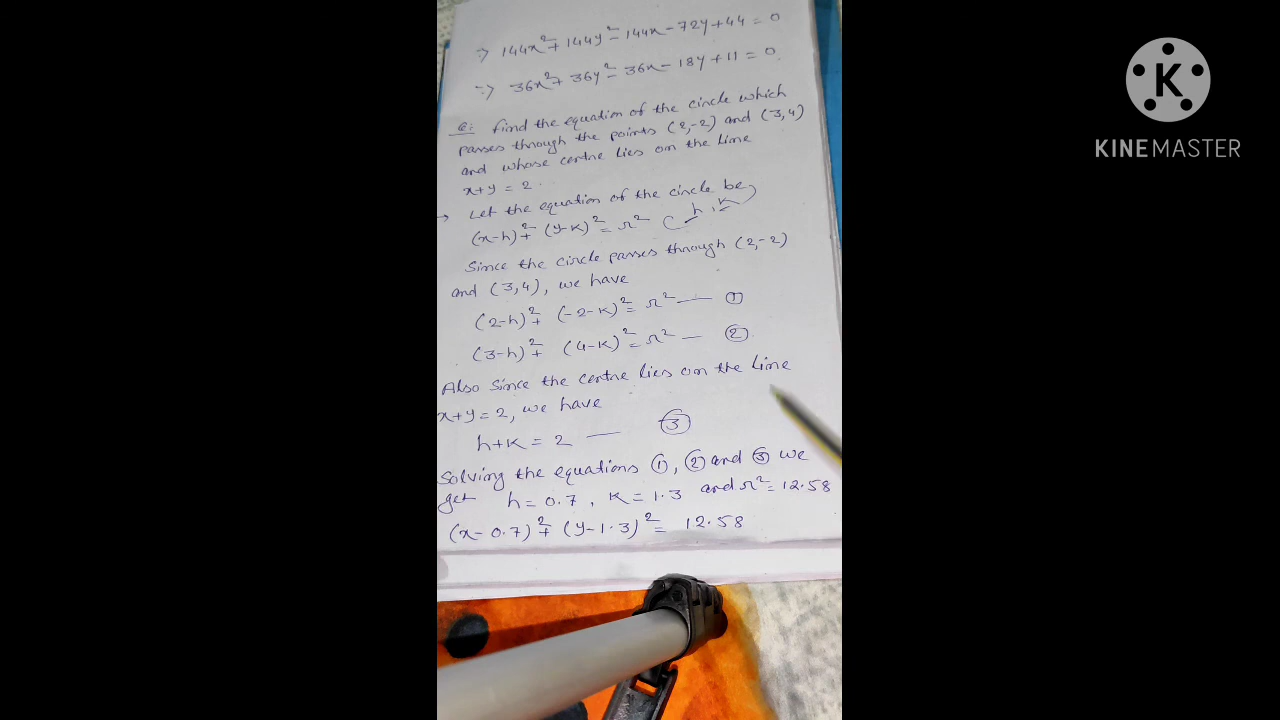 => 144x²+144y²-144x-72y+44=0
=> 36x²+36y²-36x-18y+11=0
Q: Find the equation of the circle which
passes through the points (2,-2) and (3,4)
and whose centre lies on the line
x+y=2.
→ Let the equation of the circle be
(x-h)²+(y-k)²=r² (h,k)
Since the circle passes through (2,-2)
and (3,4), we have
(2-h)²+(-2-k)²=r² — ①
(3-h)²+(4-k)²=r² — ②
Also Since the centre lies on the line
x+y=2, we have
h+k=2 — ③
Solving the equations ①, ② and ③ we
get h=0.7, k=1.3 and r²=12.58
(x-0.7)²+(y-1.3)²=12.58
K
KINEMASTER